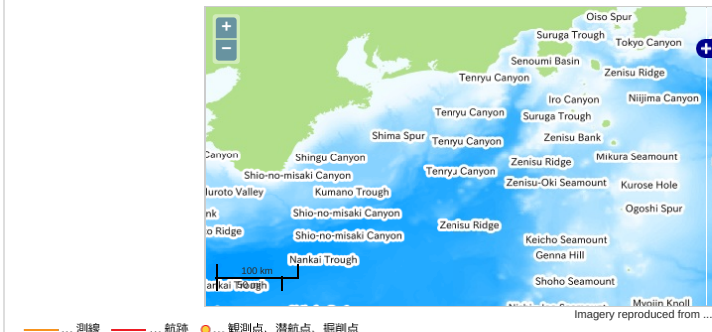 Oiso Spur
+
Suruga Trough
Tokyo Canyon
−
Senoumi Basin
Zenisu Ridge
Tenryu Canyon
Iro Canyon
Niijima Canyon
Tenryu Canyon
Suruga Trough
Shima Spur
Tenryu Canyon
Zenisu Bank
Canyon
Shingu Canyon
Zenisu Ridge
Mikura Seamount
Shio-no-misaki Canyon
Tenryu Canyon
Zenisu-Oki Seamount
Kurose Hole
uroto Valley
Kumano Trough
nk
Shio-no-misaki Canyon
Ogoshi Spur
o Ridge
Zenisu Ridge
Shio-no-misaki Canyon
Keicho Seamount
Nankai Trough
Genna Hill
100 km
ankai Trough
50 mi
Shoho Seamount
Myojin Knoll
Imagery reproduced from ...
... 測線 ... 航跡 ... 観測点、潜航点、掘削点